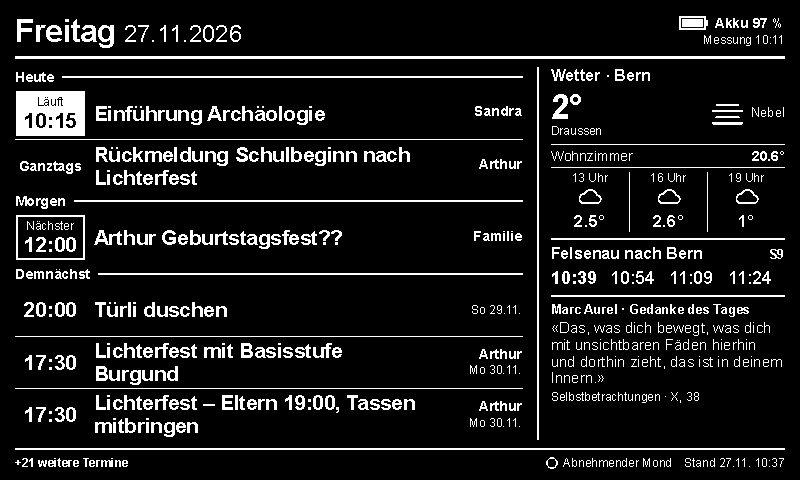 Freitag 27.11.2026
Akku 97 %
Messung 10:11
Heute
Läuft
10:15
Einführung Archäologie
Sandra
Ganztags
Rückmeldung Schulbeginn nach
Lichterfest
Arthur
Morgen
Nächster
12:00
Arthur Geburtstagsfest??
Familie
Demnächst
20:00
Türli duschen
So 29.11.
17:30
Lichterfest mit Basisstufe
Burgund
Arthur
Mo 30.11.
17:30
Lichterfest – Eltern 19:00, Tassen
mitbringen
Arthur
Mo 30.11.
+21 weitere Termine
Wetter · Bern
2°
Draussen
Nebel
Wohnzimmer 20.6°
13 Uhr 16 Uhr 19 Uhr
2.5° 2.6° 1°
Felsenau nach Bern S9
10:39 10:54 11:09 11:24
Marc Aurel · Gedanke des Tages
«Das, was dich bewegt, was dich
mit unsichtbaren Fäden hierhin
und dorthin zieht, das ist in deinem
Innern.»
Selbstbetrachtungen · X, 38
Abnehmender Mond Stand 27.11. 10:37